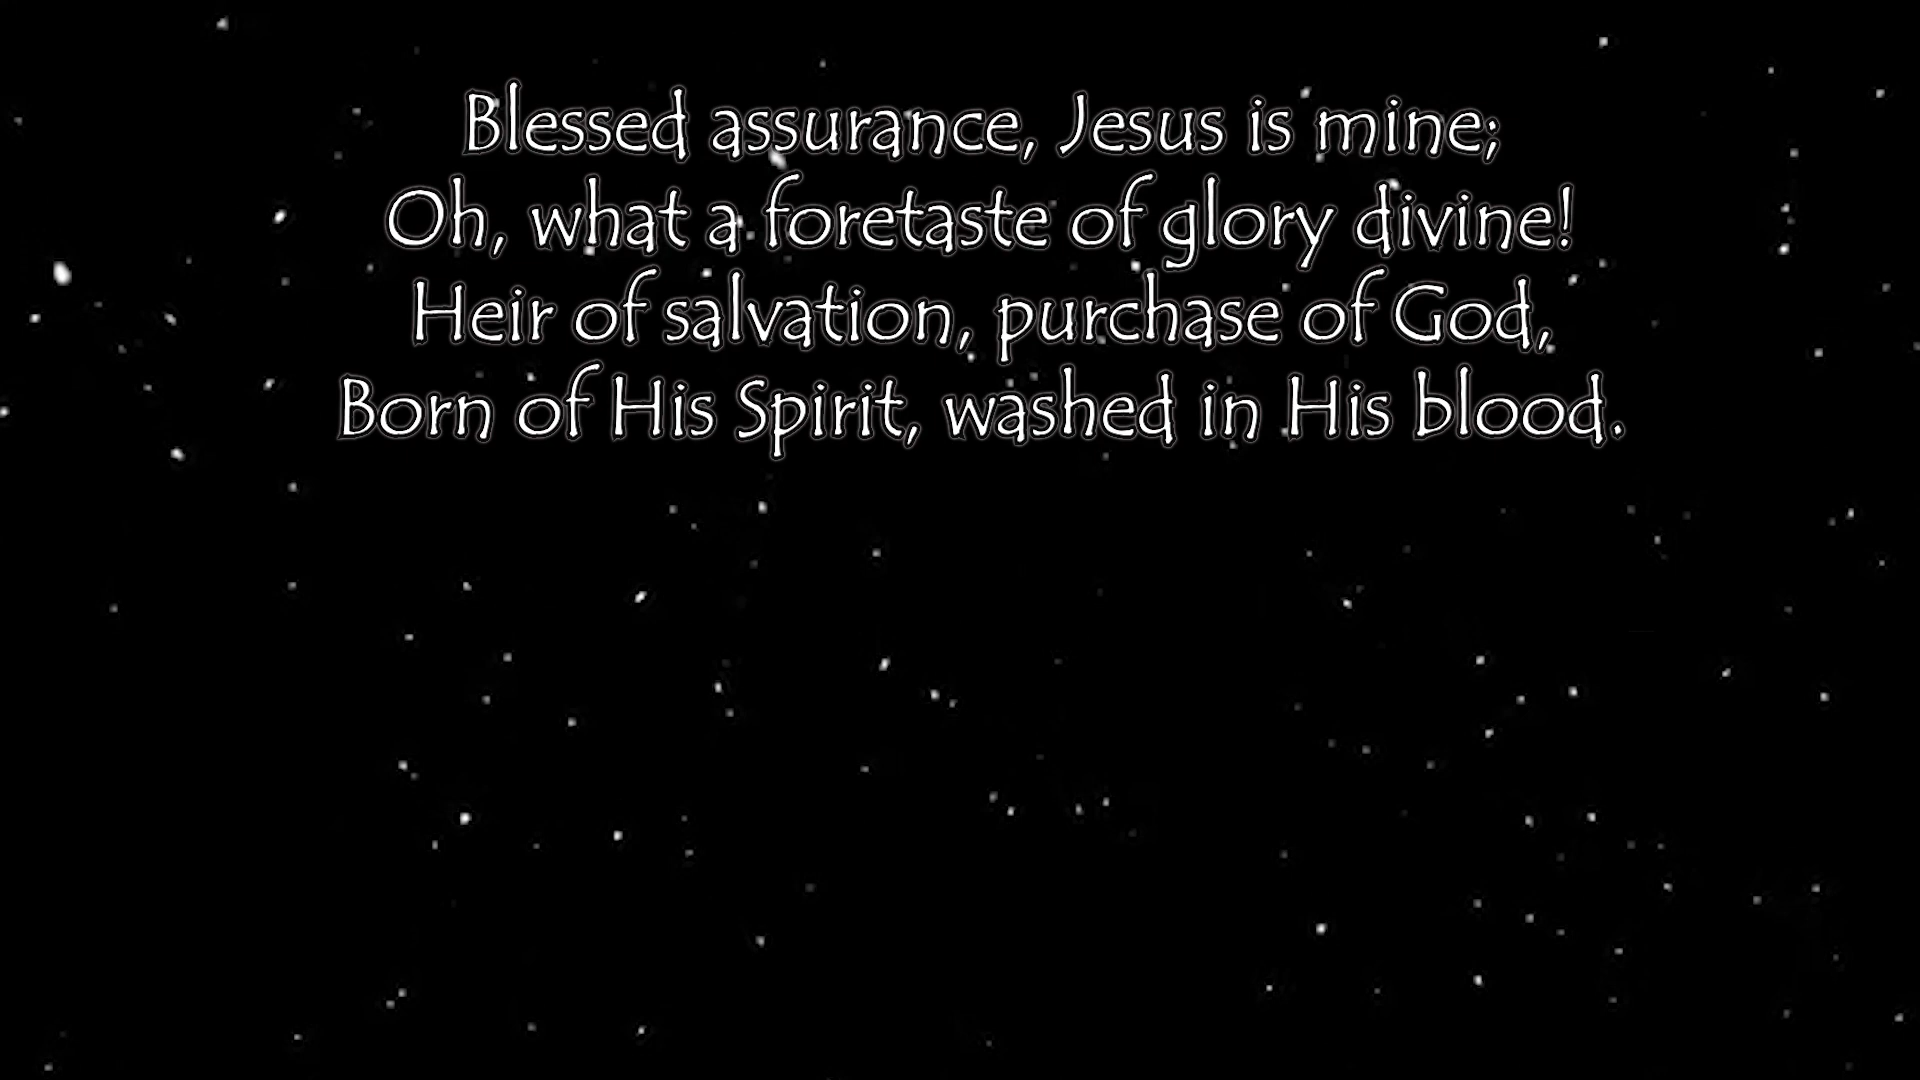 Blessed assurance, Jesus is mine;
Oh, what a foretaste of glory divine!
Heir of salvation, purchase of God,
Born of His Spirit, washed in His blood.